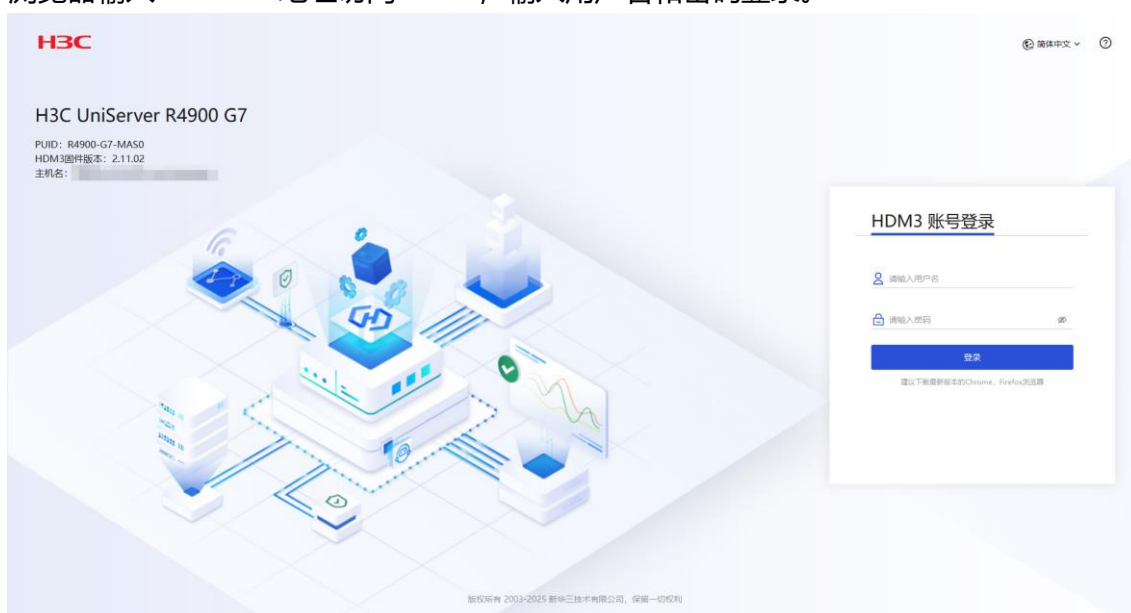 H3C
简体中文
H3C UniServer R4900 G7
PUID：R4900-G7-MAS0
HDM3固件版本：2.11.02
主机名：
HDM3 账号登录
请输入用户名
请输入密码
登录
建议下载最新版本的Chrome、Firefox浏览器
版权所有 2003-2025 新华三技术有限公司，保留一切权利